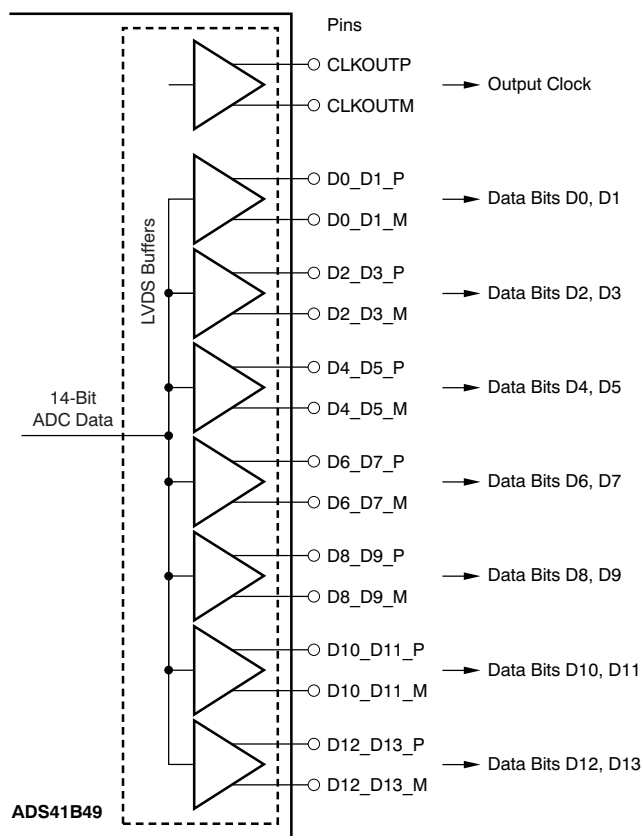 Pins
CLKOUTP
CLKOUTM
Output Clock
LVDS Buffers
D0_D1_P
D0_D1_M
Data Bits D0, D1
D2_D3_P
D2_D3_M
Data Bits D2, D3
14-Bit
ADC Data
D4_D5_P
D4_D5_M
Data Bits D4, D5
D6_D7_P
D6_D7_M
Data Bits D6, D7
D8_D9_P
D8_D9_M
Data Bits D8, D9
D10_D11_P
D10_D11_M
Data Bits D10, D11
D12_D13_P
D12_D13_M
Data Bits D12, D13
ADS41B49